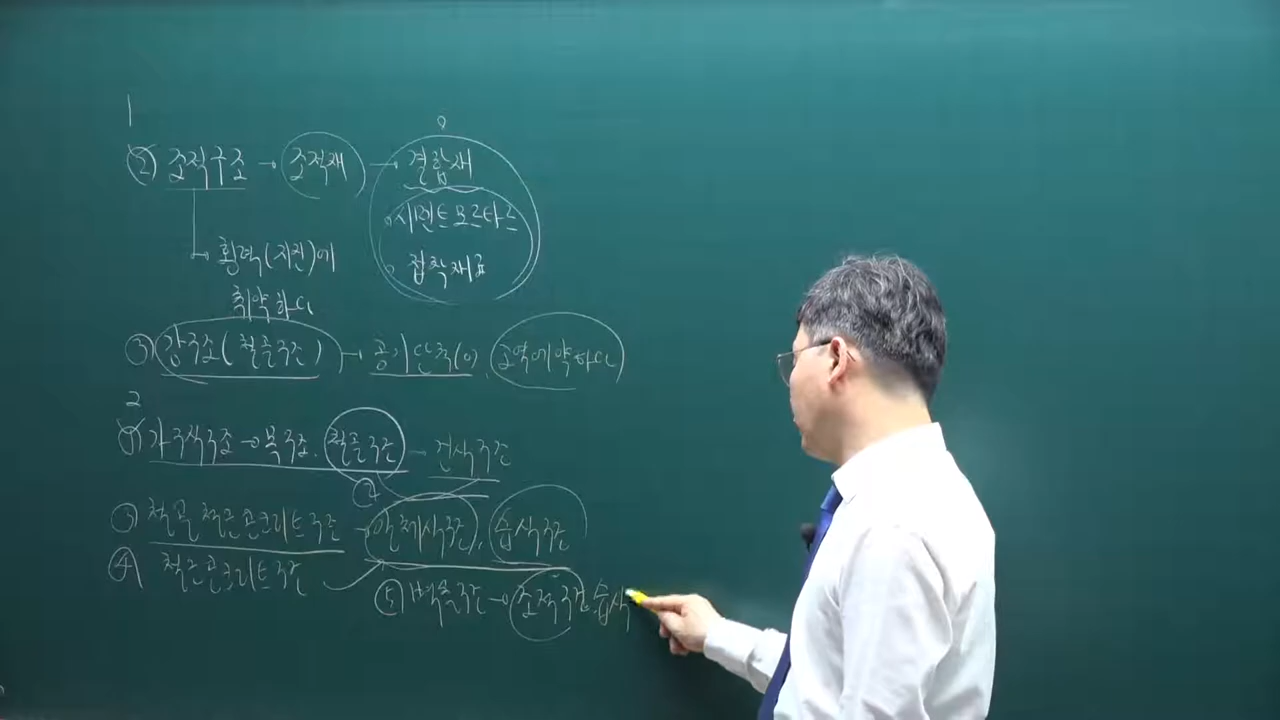 1
② 조적구조 → 조적재 → 결합재
시멘트모르타르
접착재료
→ 횡력(지진)에
취약하다
③ 강구조(철골구조) → 공기단축(○), 소역에약하다
2
① 가구식구조 → 목구조, 철골구조 - 건식구조
②
③ 철골철근콘크리트구조 → 일체식구조, 습식구조
④ 철근콘크리트구조
⑤ 벽돌구조 → 조적구조, 습식